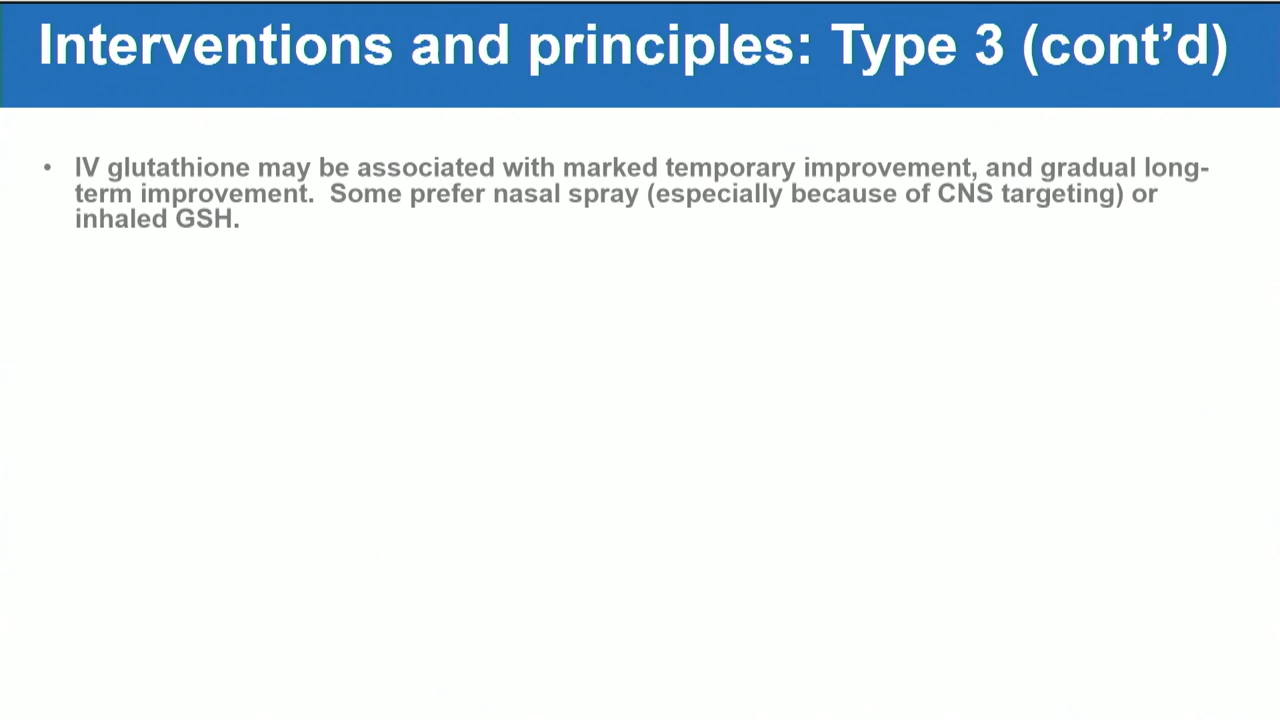 Interventions and principles: Type 3 (cont’d)
• IV glutathione may be associated with marked temporary improvement, and gradual long-
term improvement.  Some prefer nasal spray (especially because of CNS targeting) or
inhaled GSH.